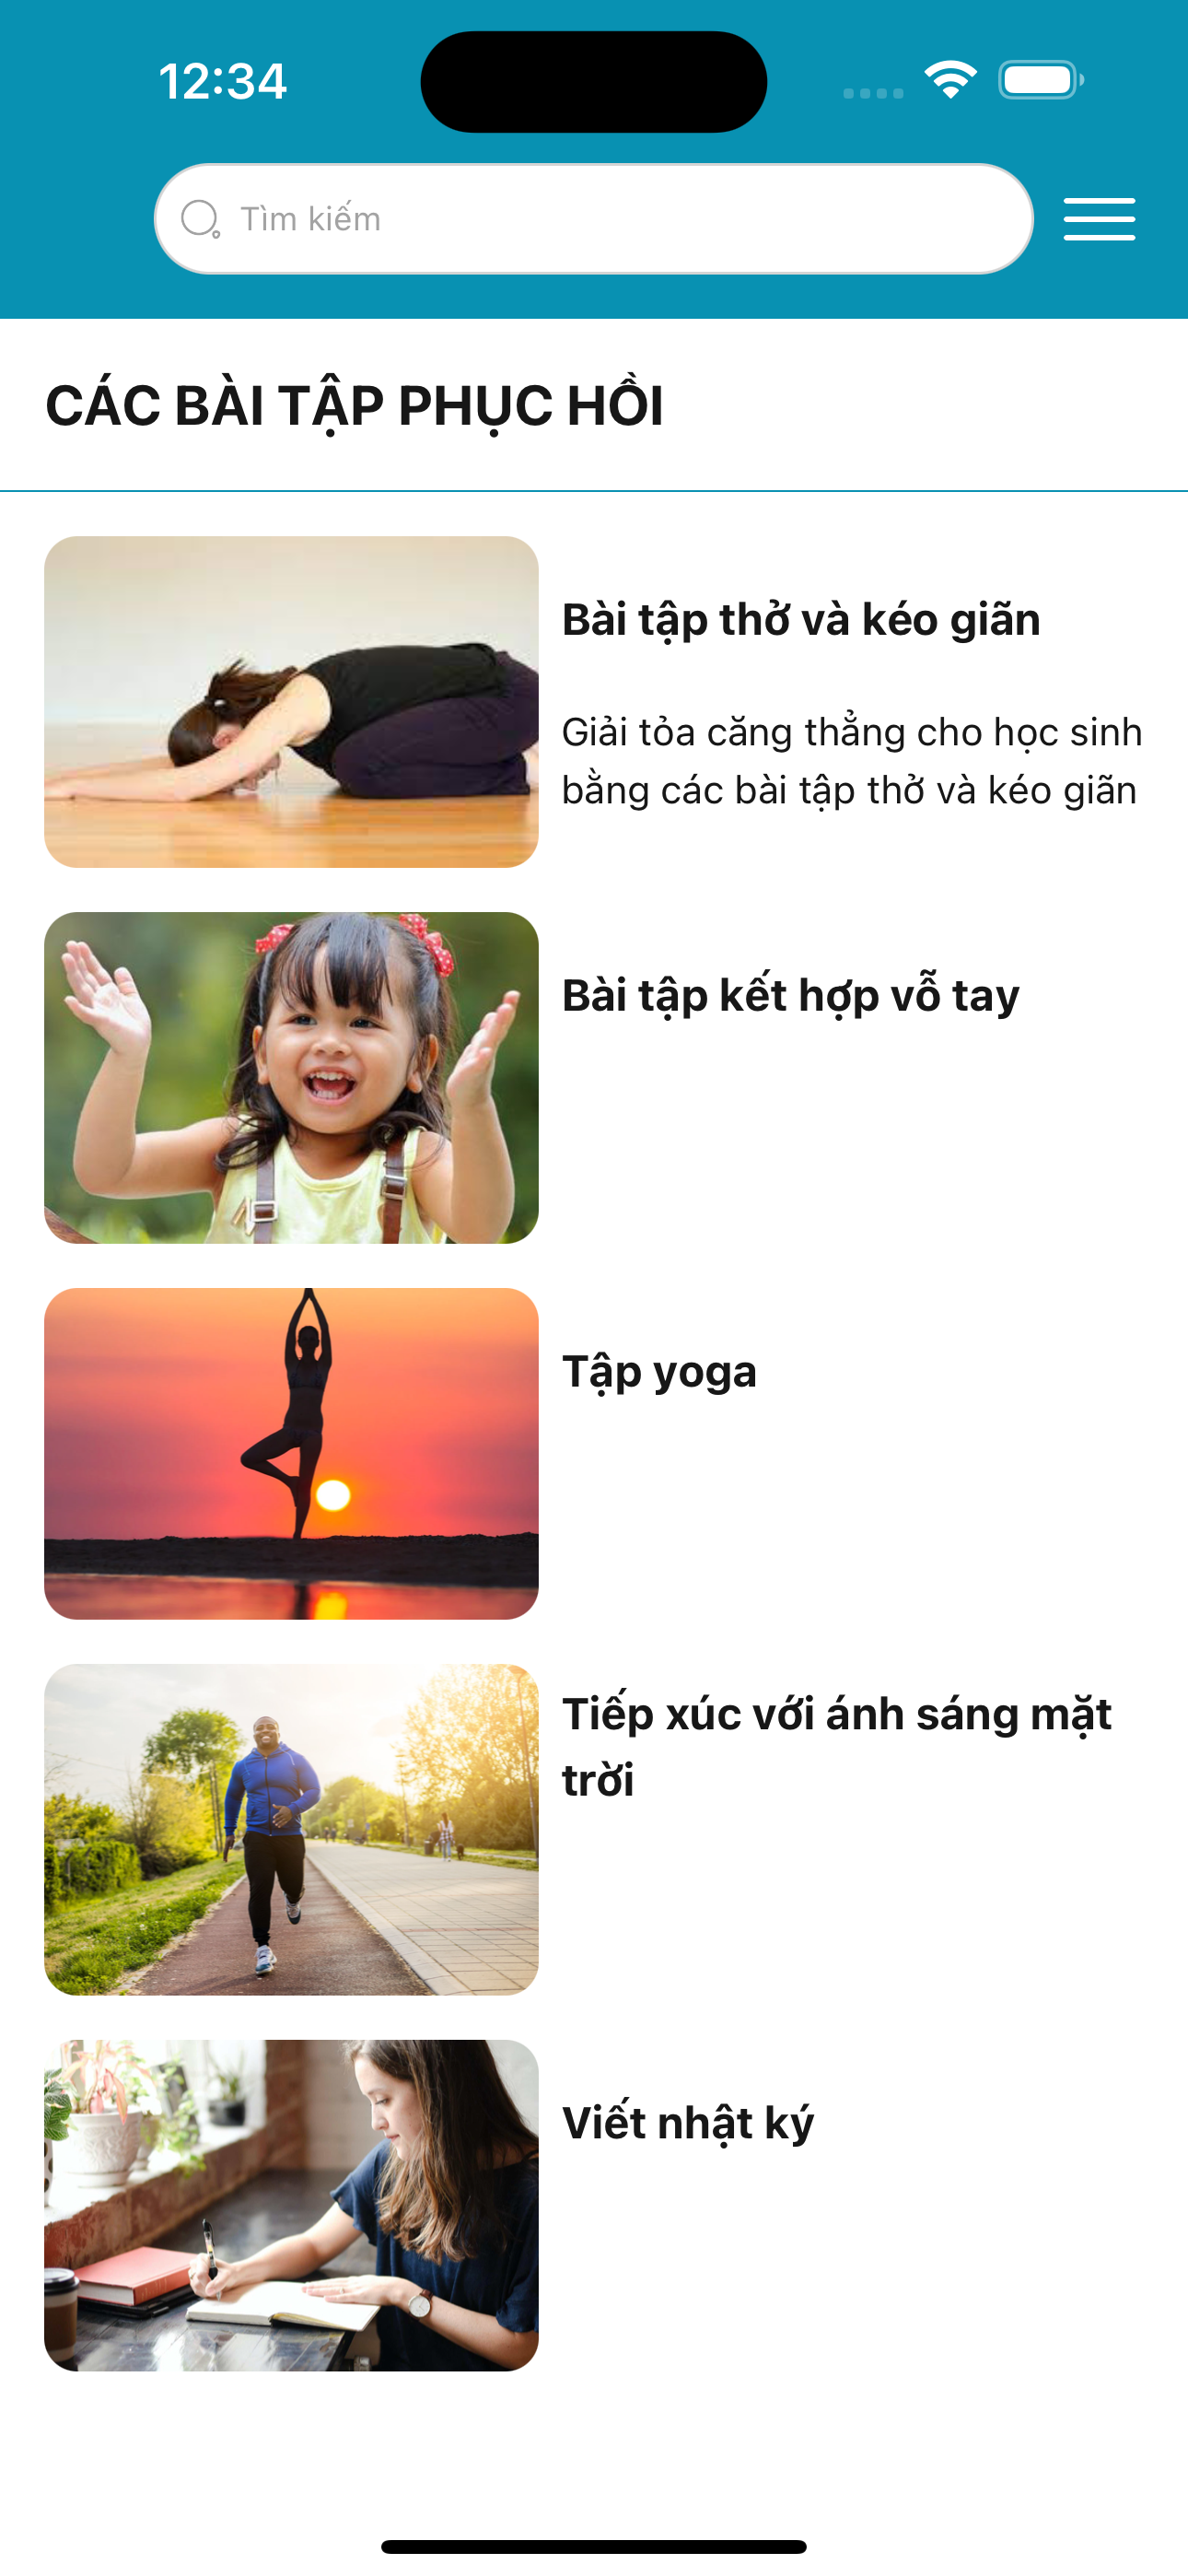 12:34
Tìm kiếm
CÁC BÀI TẬP PHỤC HỒI
Bài tập thở và kéo giãn
Giải tỏa căng thẳng cho học sinh
bằng các bài tập thở và kéo giãn
Bài tập kết hợp vỗ tay
Tập yoga
Tiếp xúc với ánh sáng mặt
trời
Viết nhật ký